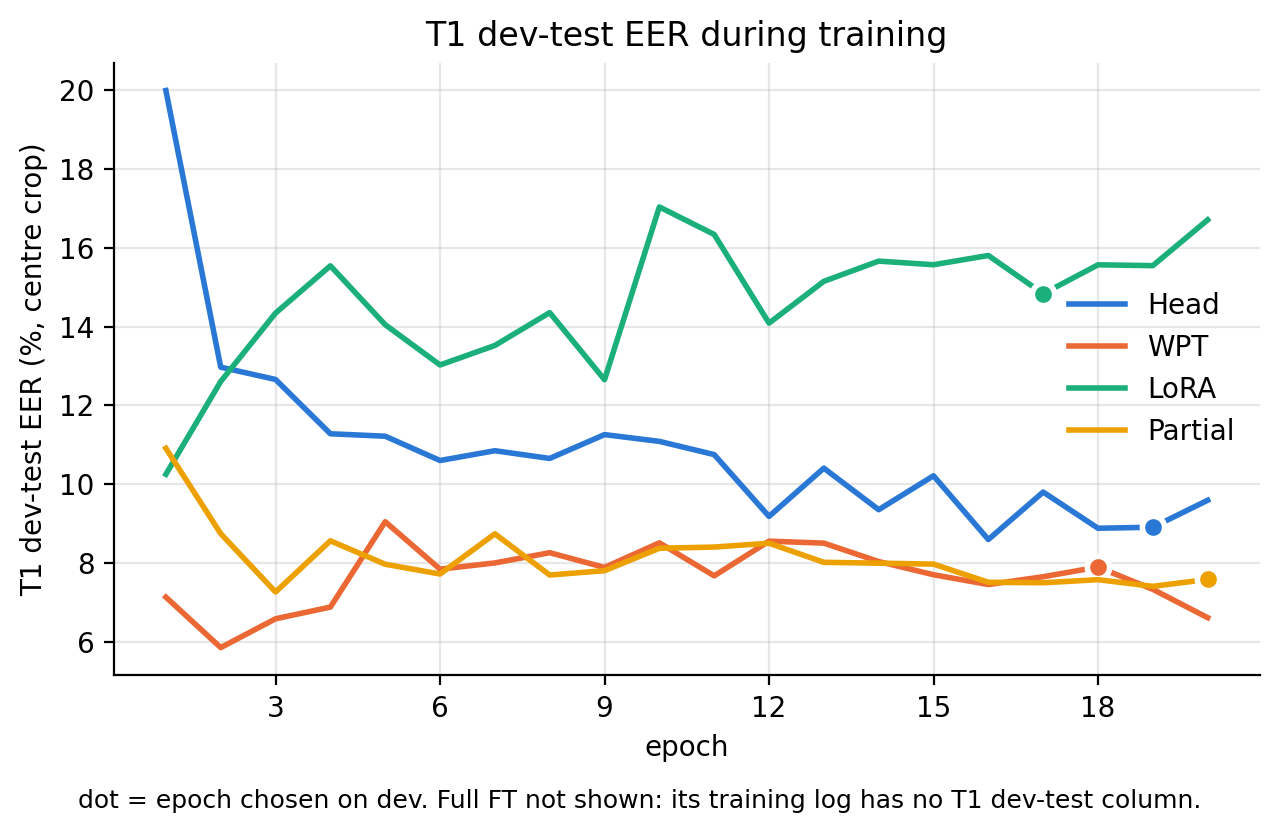 T1 dev-test EER during training
T1 dev-test EER (%, centre crop)
20
18
16
14
12
10
8
6
3
6
9
12
15
18
epoch
Head
WPT
LoRA
Partial
dot = epoch chosen on dev. Full FT not shown: its training log has no T1 dev-test column.